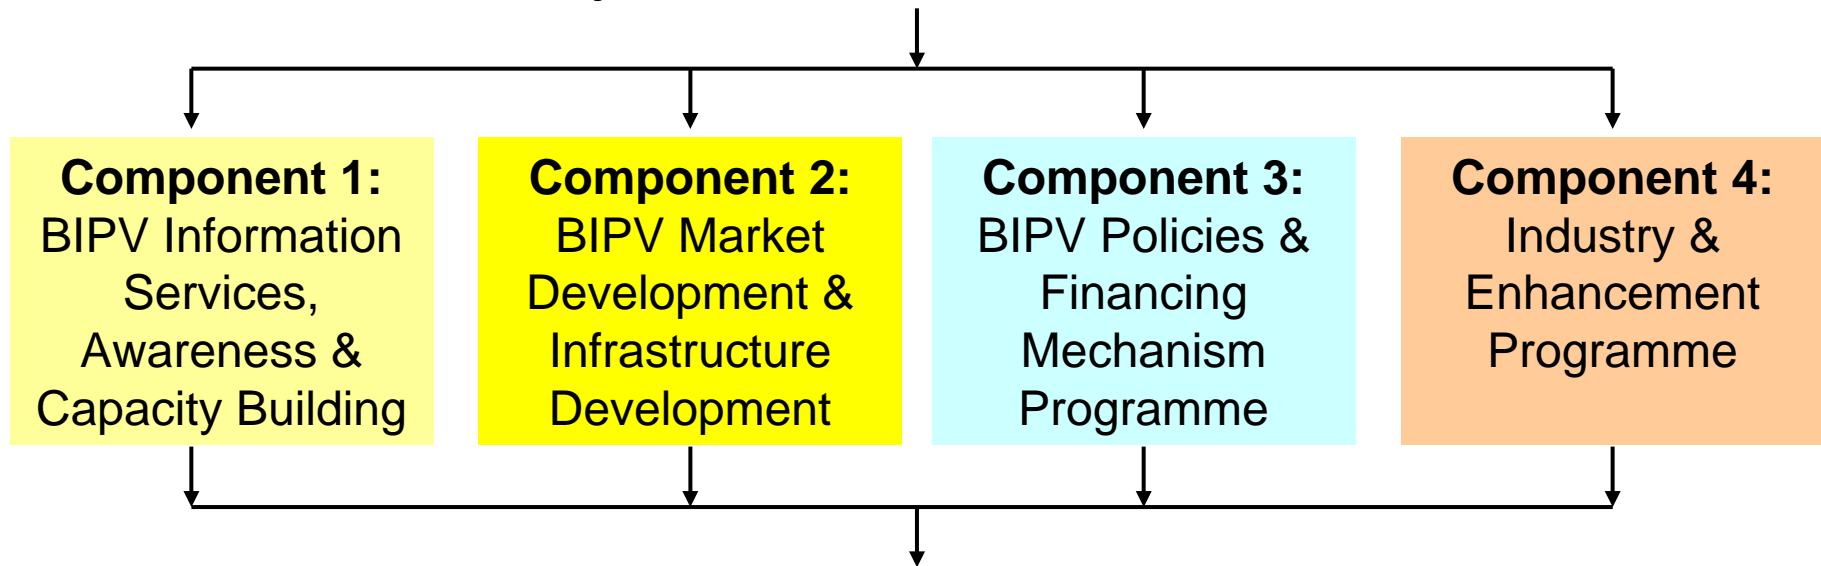 Component 1:
BIPV Information
Services,
Awareness &
Capacity Building
Component 2:
BIPV Market
Development &
Infrastructure
Development
Component 3:
BIPV Policies &
Financing
Mechanism
Programme
Component 4:
Industry &
Enhancement
Programme